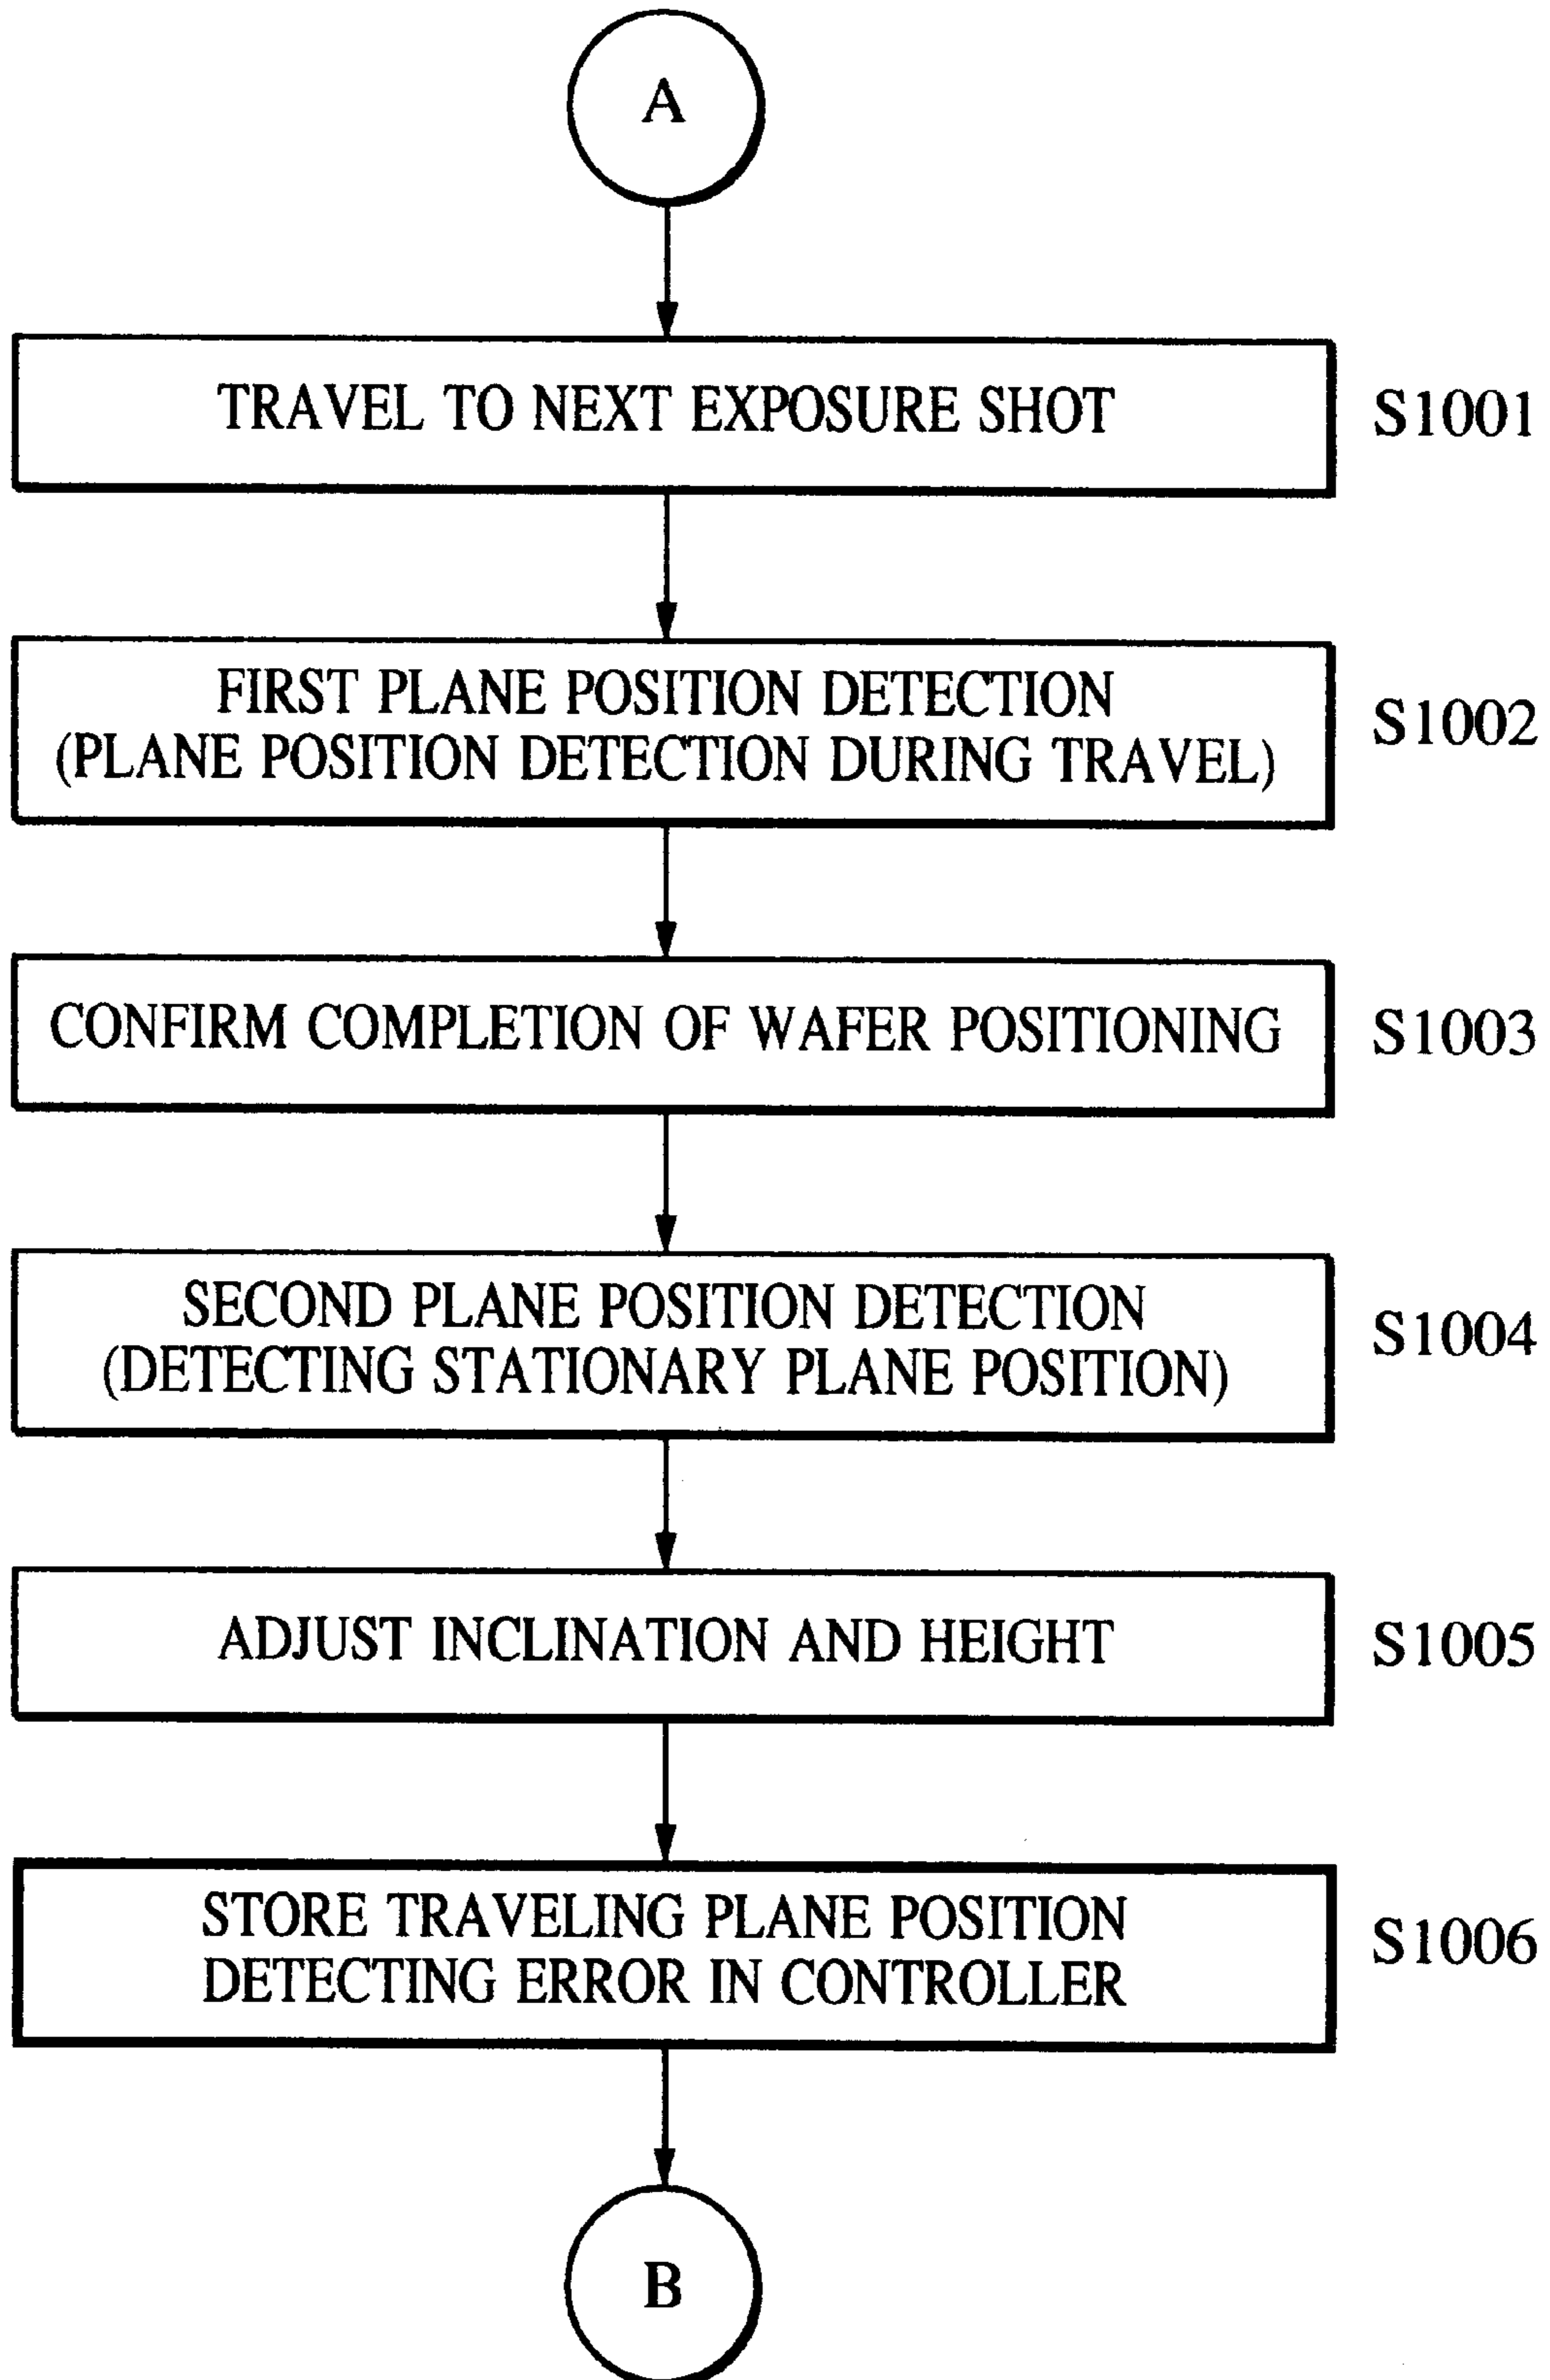 A
TRAVEL TO NEXT EXPOSURE SHOT
S1001
FIRST PLANE POSITION DETECTION
(PLANE POSITION DETECTION DURING TRAVEL)
S1002
CONFIRM COMPLETION OF WAFER POSITIONING
S1003
SECOND PLANE POSITION DETECTION
(DETECTING STATIONARY PLANE POSITION)
S1004
ADJUST INCLINATION AND HEIGHT
S1005
STORE TRAVELING PLANE POSITION
DETECTING ERROR IN CONTROLLER
S1006
B